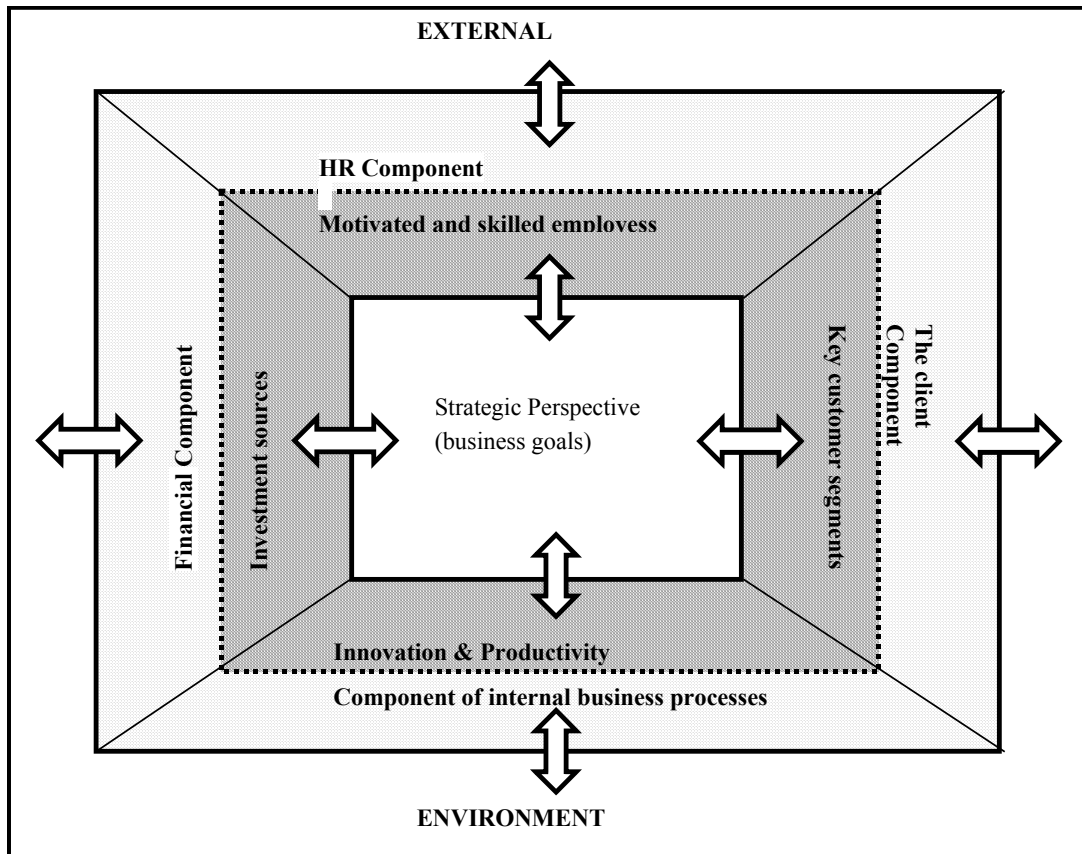 EXTERNAL
HR Component
Motivated and skilled employess
Financial Component
Investment sources
Strategic Perspective
(business goals)
Key customer segments
The client
Component
Innovation & Productivity
Component of internal business processes
ENVIRONMENT